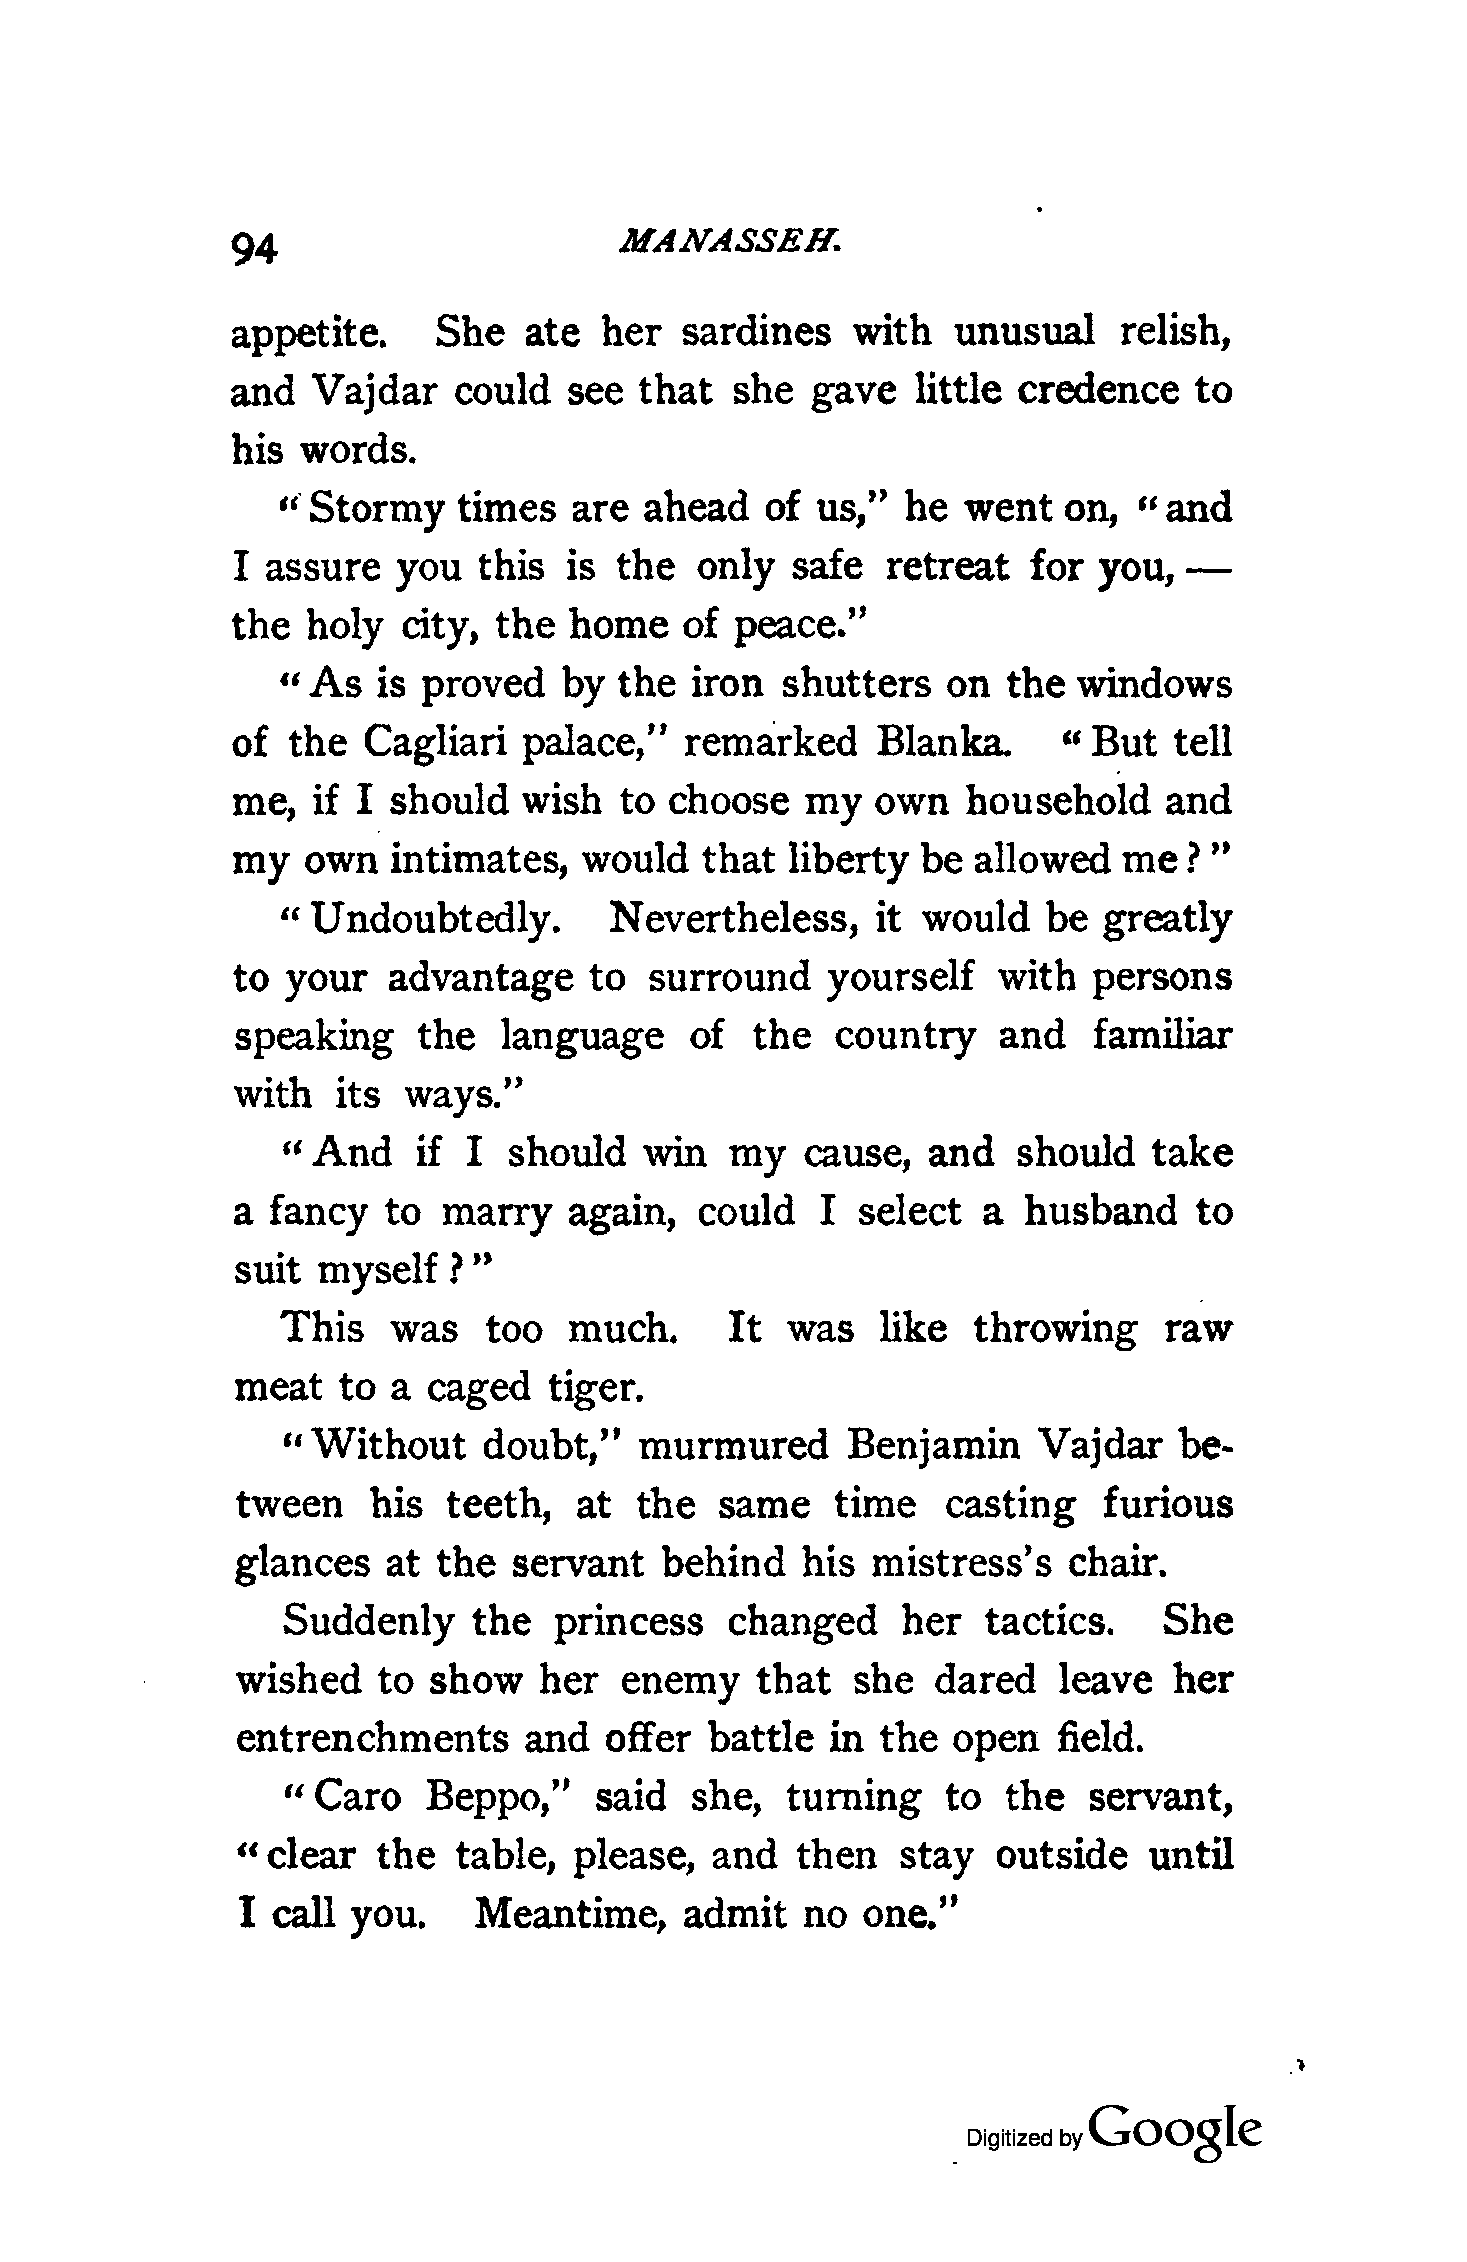 94 MANASSEH.
appetite. She ate her sardines with unusual relish,
and Vajdar could see that she gave little credence to
his words.
" Stormy times are ahead of us," he went on, " and
I assure you this is the only safe retreat for you, —
the holy city, the home of peace."
" As is proved by the iron shutters on the windows
of the Cagliari palace," remarked Blanka. " But tell
me, if I should wish to choose my own household and
my own intimates, would that liberty be allowed me ? "
" Undoubtedly. Nevertheless, it would be greatly
to your advantage to surround yourself with persons
speaking the language of the country and familiar
with its ways."
" And if I should win my cause, and should take
a fancy to marry again, could I select a husband to
suit myself ? "
This was too much. It was like throwing raw
meat to a caged tiger.
" Without doubt," murmured Benjamin Vajdar be-
tween his teeth, at the same time casting furious
glances at the servant behind his mistress's chair.
Suddenly the princess changed her tactics. She
wished to show her enemy that she dared leave her
entrenchments and offer battle in the open field.
" Caro Beppo," said she, turning to the servant,
" clear the table, please, and then stay outside until
I call you. Meantime, admit no one."
Digitized by Google